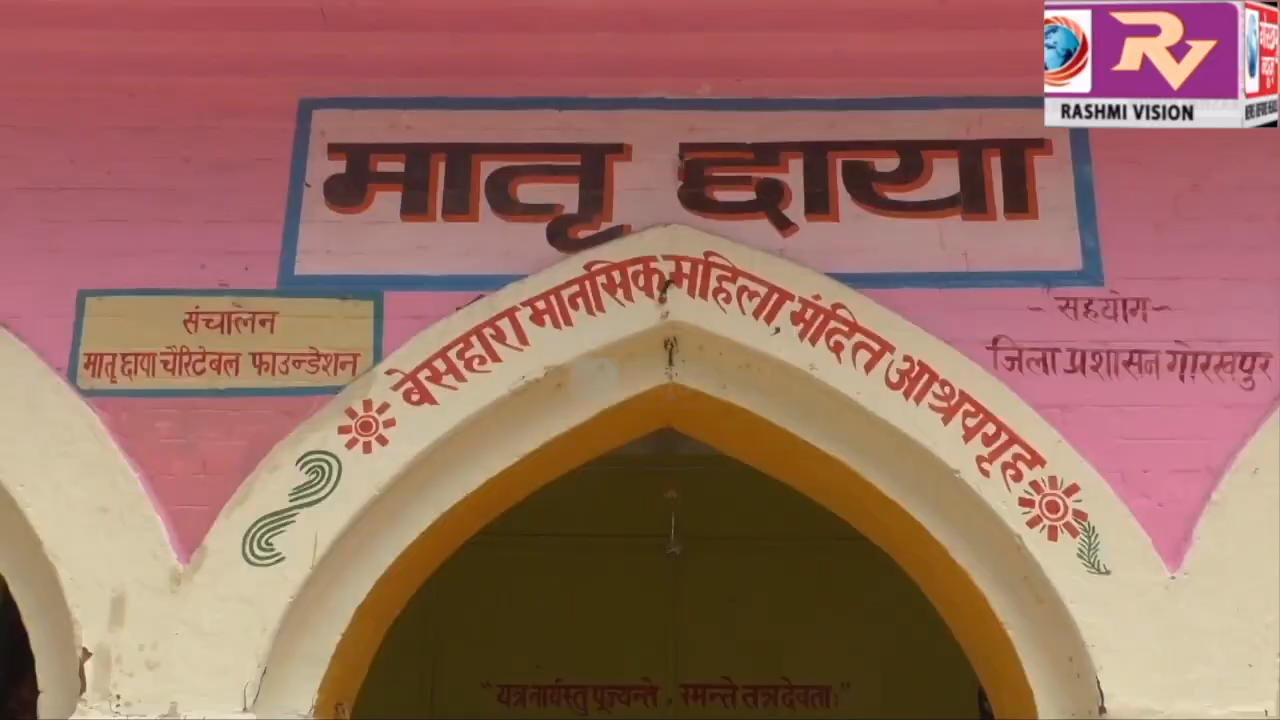 RASHMI VISION
मातृ छाया
बेसहारा मानसिक महिला, मंदित आश्रयगृह
संचालन
मातृ छाया चैरिटेबल फाउन्डेशन
- सहयोग -
जिला प्रशासन गोरखपुर
"यत्र नार्यस्तु पूज्यन्ते, रमन्ते तत्र देवताः"